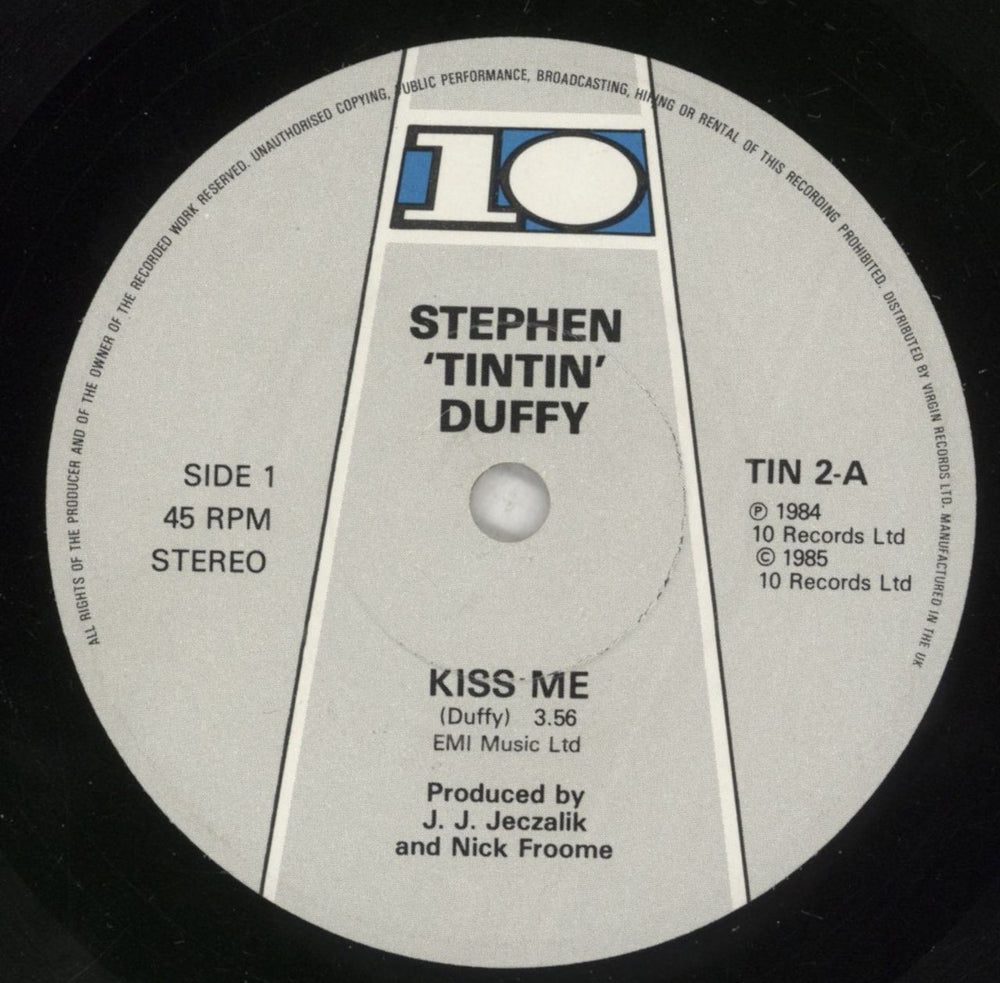 ALL RIGHTS OF THE PRODUCER AND OF THE OWNER OF THE RECORDED WORK RESERVED. UNAUTHORISED COPYING, PUBLIC PERFORMANCE, BROADCASTING, HIRING OR RENTAL OF THIS RECORDING PROHIBITED. DISTRIBUTED BY VIRGIN RECORDS LTD. MANUFACTURED IN THE UK
10
STEPHEN
‘TINTIN’
DUFFY
SIDE 1
45 RPM
STEREO
TIN 2-A
Ⓟ 1984
10 Records Ltd
© 1985
10 Records Ltd
KISS ME
(Duffy) 3.56
EMI Music Ltd
Produced by
J. J. Jeczalik
and Nick Froome